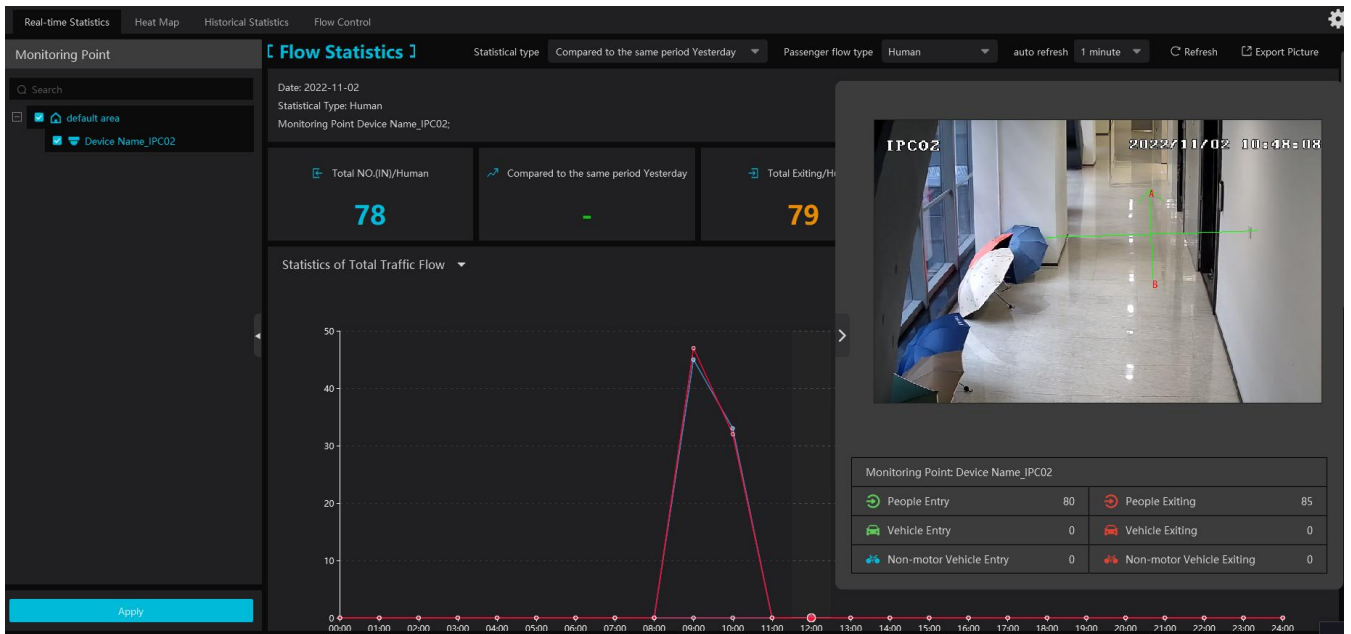 Real-time Statistics Heat Map Historical Statistics Flow Control
Monitoring Point
Search
default area
Device Name_IPC02
Apply
[ Flow Statistics ] Statistical type Compared to the same period Yesterday Passenger flow type Human auto refresh 1 minute Refresh Export Picture
Date: 2022-11-02
Statistical Type: Human
Monitoring Point Device Name_IPC02;
Total NO.(IN)/Human Compared to the same period Yesterday Total Exiting/H
78 - 79
Statistics of Total Traffic Flow
50
40
30
20
10
0
00:00 01:00 02:00 03:00 04:00 05:00 06:00 07:00 08:00 09:00 10:00 11:00 12:00 13:00 14:00 15:00 16:00 17:00 18:00 19:00 20:00 21:00 22:00 23:00 24:00
IPC02 2022/11/02 10:48:08
A
B
Monitoring Point: Device Name_IPC02
People Entry 80 People Exiting 85
Vehicle Entry 0 Vehicle Exiting 0
Non-motor Vehicle Entry 0 Non-motor Vehicle Exiting 0